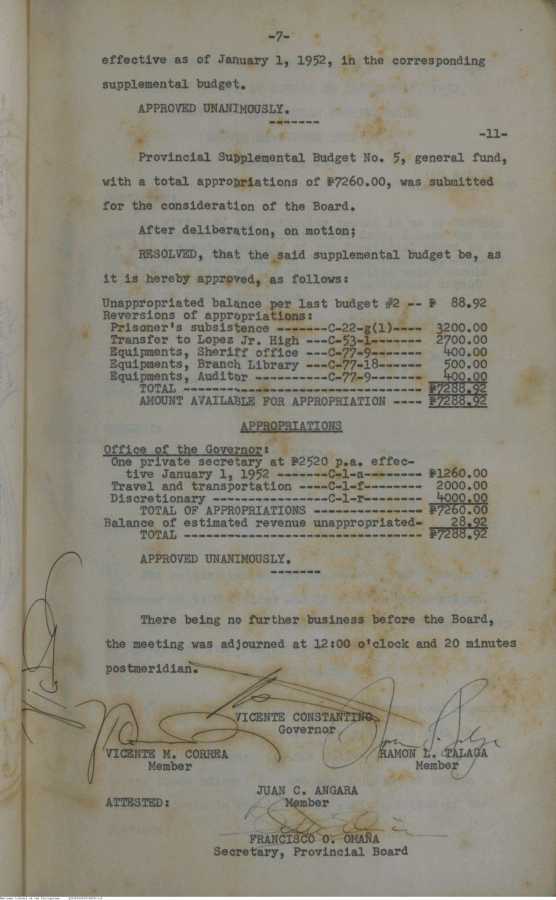 -7-
effective as of January 1, 1952, in the corresponding
supplemental budget.
APPROVED UNANIMOUSLY.
-------
-11-
Provincial Supplemental Budget No. 5, general fund,
with a total appropriations of ₱7260.00, was submitted
for the consideration of the Board.
After deliberation, on motion;
RESOLVED, that the said supplemental budget be, as
it is hereby approved, as follows:
Unappropriated balance per last budget #2 -- ₱ 88.92
Reversions of appropriations:
Prisoner's subsistence -------C-22-g(1)---- 3200.00
Transfer to Lopez Jr. High ---C-53-1------- 2700.00
Equipments, Sheriff office ---C-77-9------- 400.00
Equipments, Branch Library ---C-77-18------ 500.00
Equipments, Auditor ----------C-77-9------ 400.00
TOTAL ---------------------------------- ₱7288.92
AMOUNT AVAILABLE FOR APPROPRIATION ---- ₱7288.92
APPROPRIATIONS
Office of the Governor:
One private secretary at ₱2520 p.a. effec-
tive January 1, 1952 -------C-1-a-------- ₱1260.00
Travel and transportation ----C-1-f-------- 2000.00
Discretionary ----------------C-1-r-------- 4000.00
TOTAL OF APPROPRIATIONS --------------- ₱7260.00
Balance of estimated revenue unappropriated- 28.92
TOTAL ---------------------------------- ₱7288.92
APPROVED UNANIMOUSLY.
-------
There being no further business before the Board,
the meeting was adjourned at 12:00 o'clock and 20 minutes
postmeridian.
VICENTE CONSTANTINO
Governor
VICENTE M. CORREA RAMON L. TALAGA
Member Member
JUAN C. ANGARA
ATTESTED: Member
FRANCISCO O. OMAÑA
Secretary, Provincial Board
National Library of the Philippines